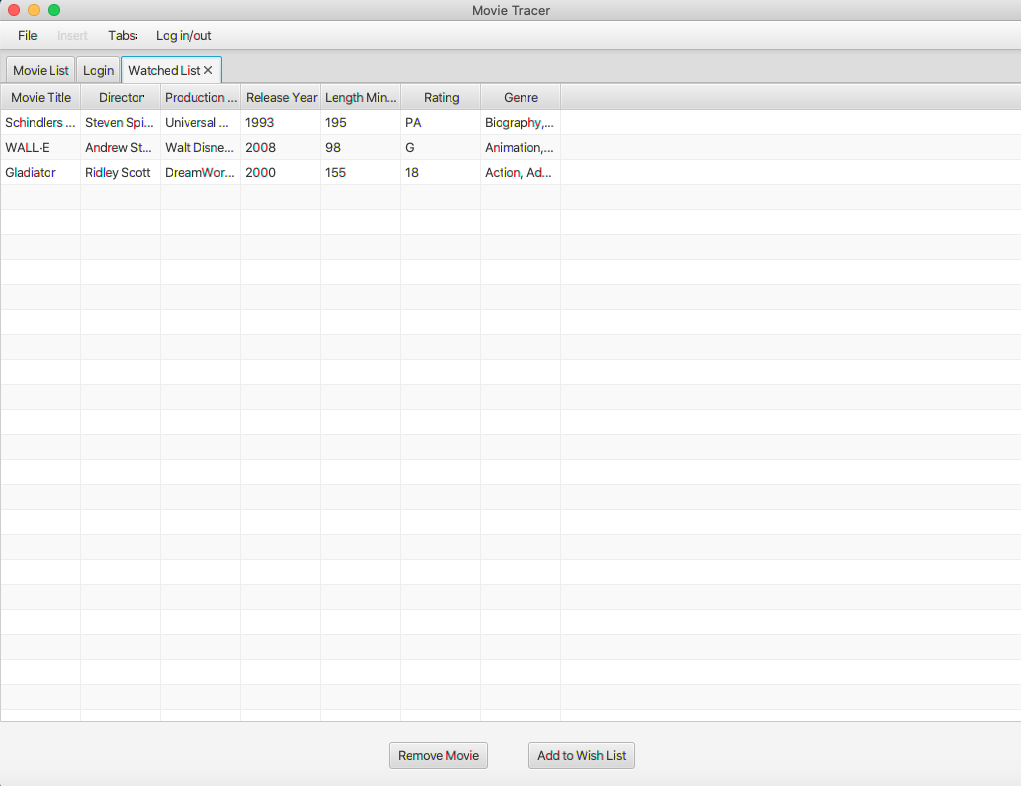 Movie Tracer
File Insert Tabs Log in/out
Movie List Login Watched List ✕
Movie Title Director Production ... Release Year Length Min... Rating Genre
Schindlers ... Steven Spi... Universal ... 1993 195 PA Biography,...
WALL·E Andrew St... Walt Disne... 2008 98 G Animation,...
Gladiator Ridley Scott DreamWor... 2000 155 18 Action, Ad...
Remove Movie Add to Wish List